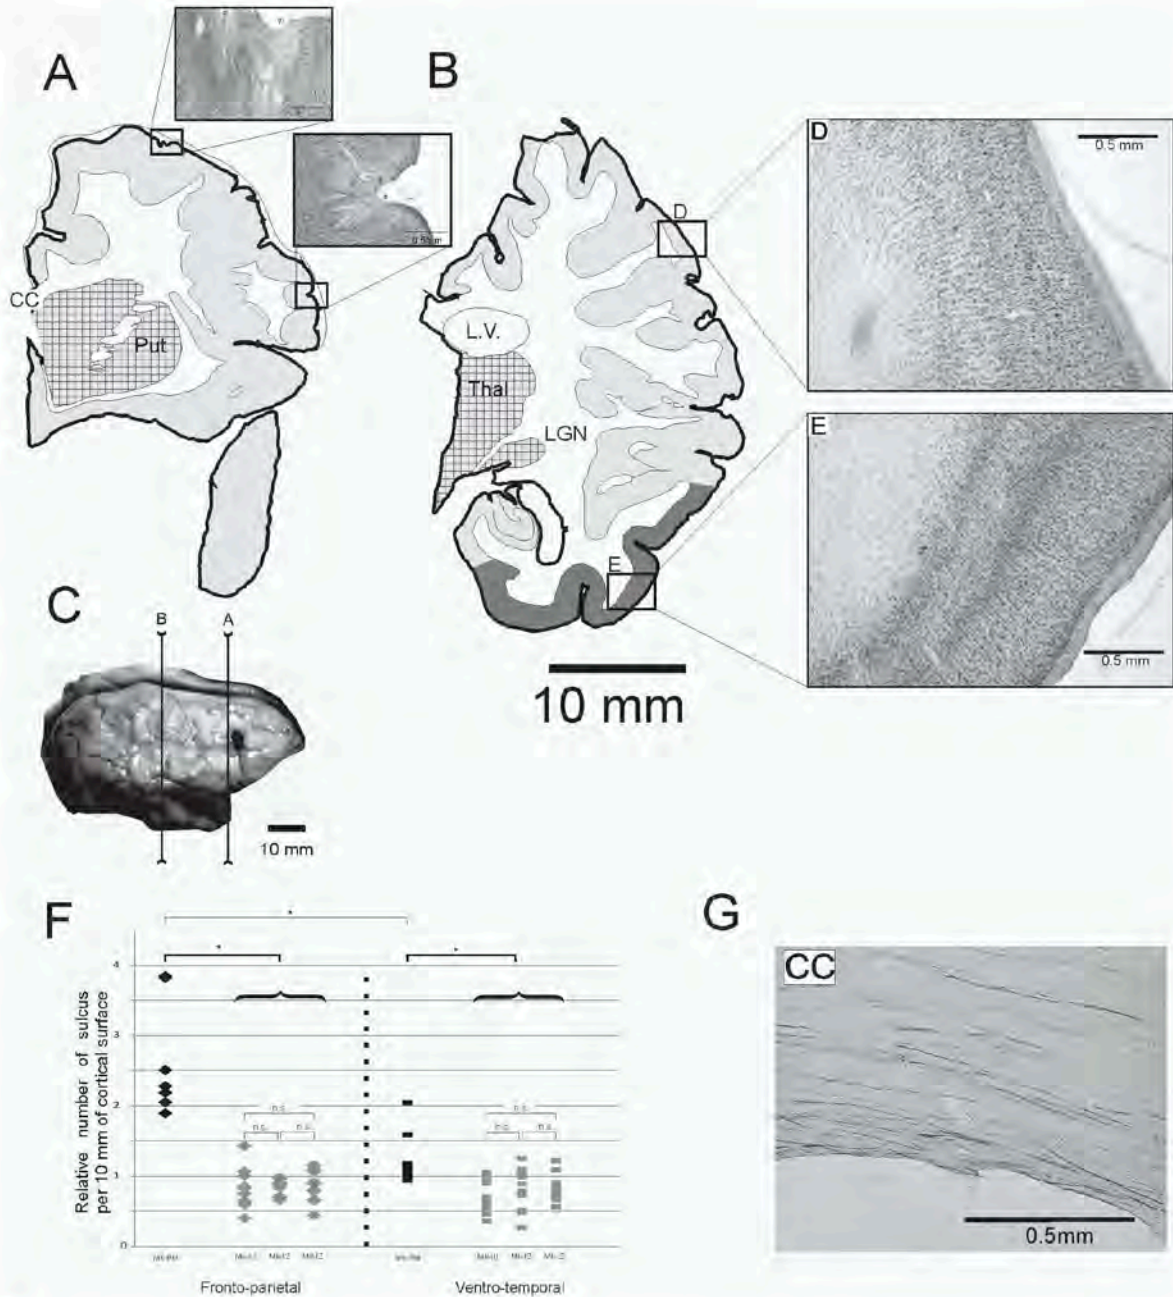 A
B
D
0.5 mm
D
CC
Put
L.V.
Thal
LGN
E
0.5 mm
E
C
B
A
10 mm
10 mm
F
G
CC
0.5mm
Relative number of sulcus
per 10 mm of cortical surface
4
3
2
1
0
*
*
*
n.s.
n.s.
n.s.
n.s.
n.s.
n.s.
Fronto-parietal
Ventro-temporal